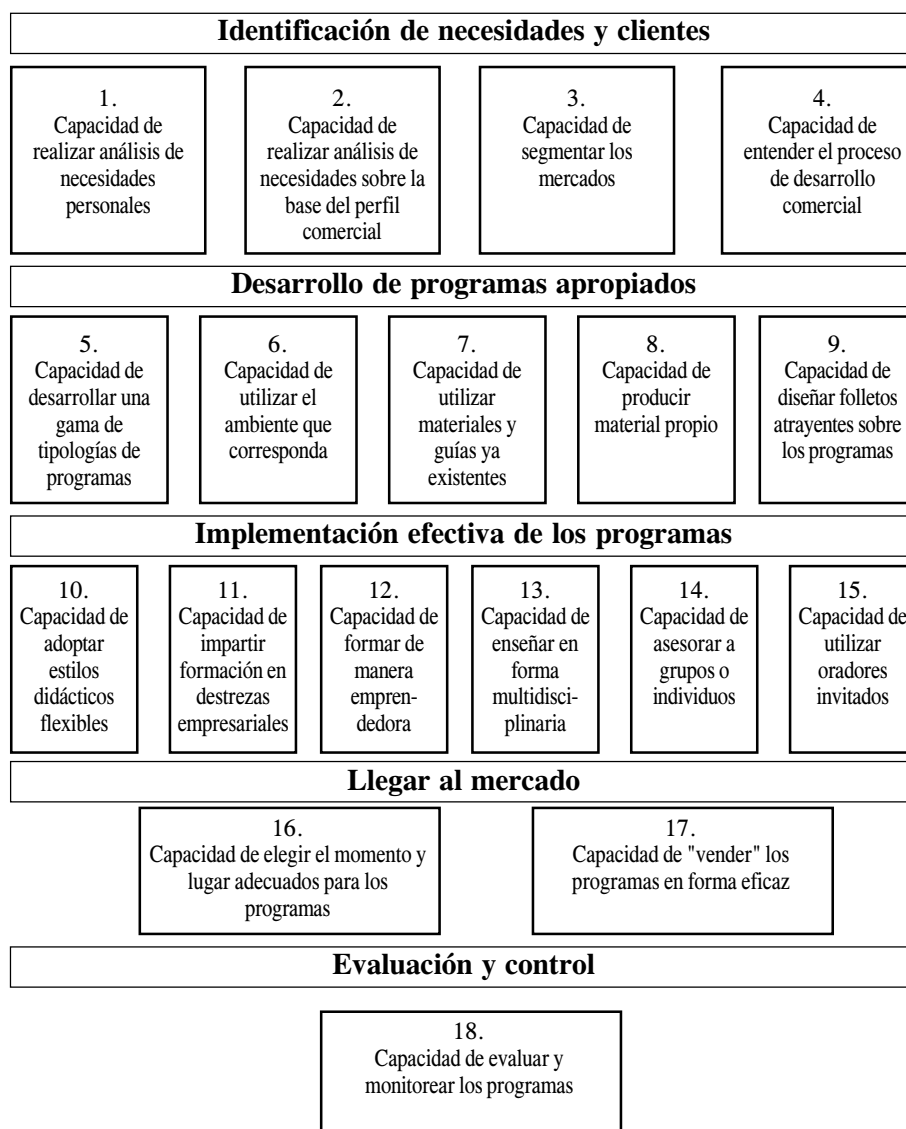 Identificación de necesidades y clientes
1.
Capacidad de
realizar análisis de
necesidades
personales
2.
Capacidad de
realizar análisis de
necesidades sobre la
base del perfil
comercial
3.
Capacidad de
segmentar los
mercados
4.
Capacidad de
entender el proceso
de desarrollo
comercial
Desarrollo de programas apropiados
5.
Capacidad de
desarrollar una
gama de
tipologías de
programas
6.
Capacidad de
utilizar el
ambiente que
corresponda
7.
Capacidad de
utilizar
materiales y
guías ya
existentes
8.
Capacidad de
producir
material propio
9.
Capacidad de
diseñar folletos
atrayentes sobre
los programas
Implementación efectiva de los programas
10.
Capacidad de
adoptar
estilos
didácticos
flexibles
11.
Capacidad de
impartir
formación en
destrezas
empresariales
12.
Capacidad de
formar de
manera
empren-
dedora
13.
Capacidad de
enseñar en
forma
multidisci-
plinaria
14.
Capacidad de
asesorar a
grupos o
individuos
15.
Capacidad de
utilizar
oradores
invitados
Llegar al mercado
16.
Capacidad de elegir el momento y
lugar adecuados para los
programas
17.
Capacidad de "vender" los
programas en forma eficaz
Evaluación y control
18.
Capacidad de evaluar y
monitorear los programas